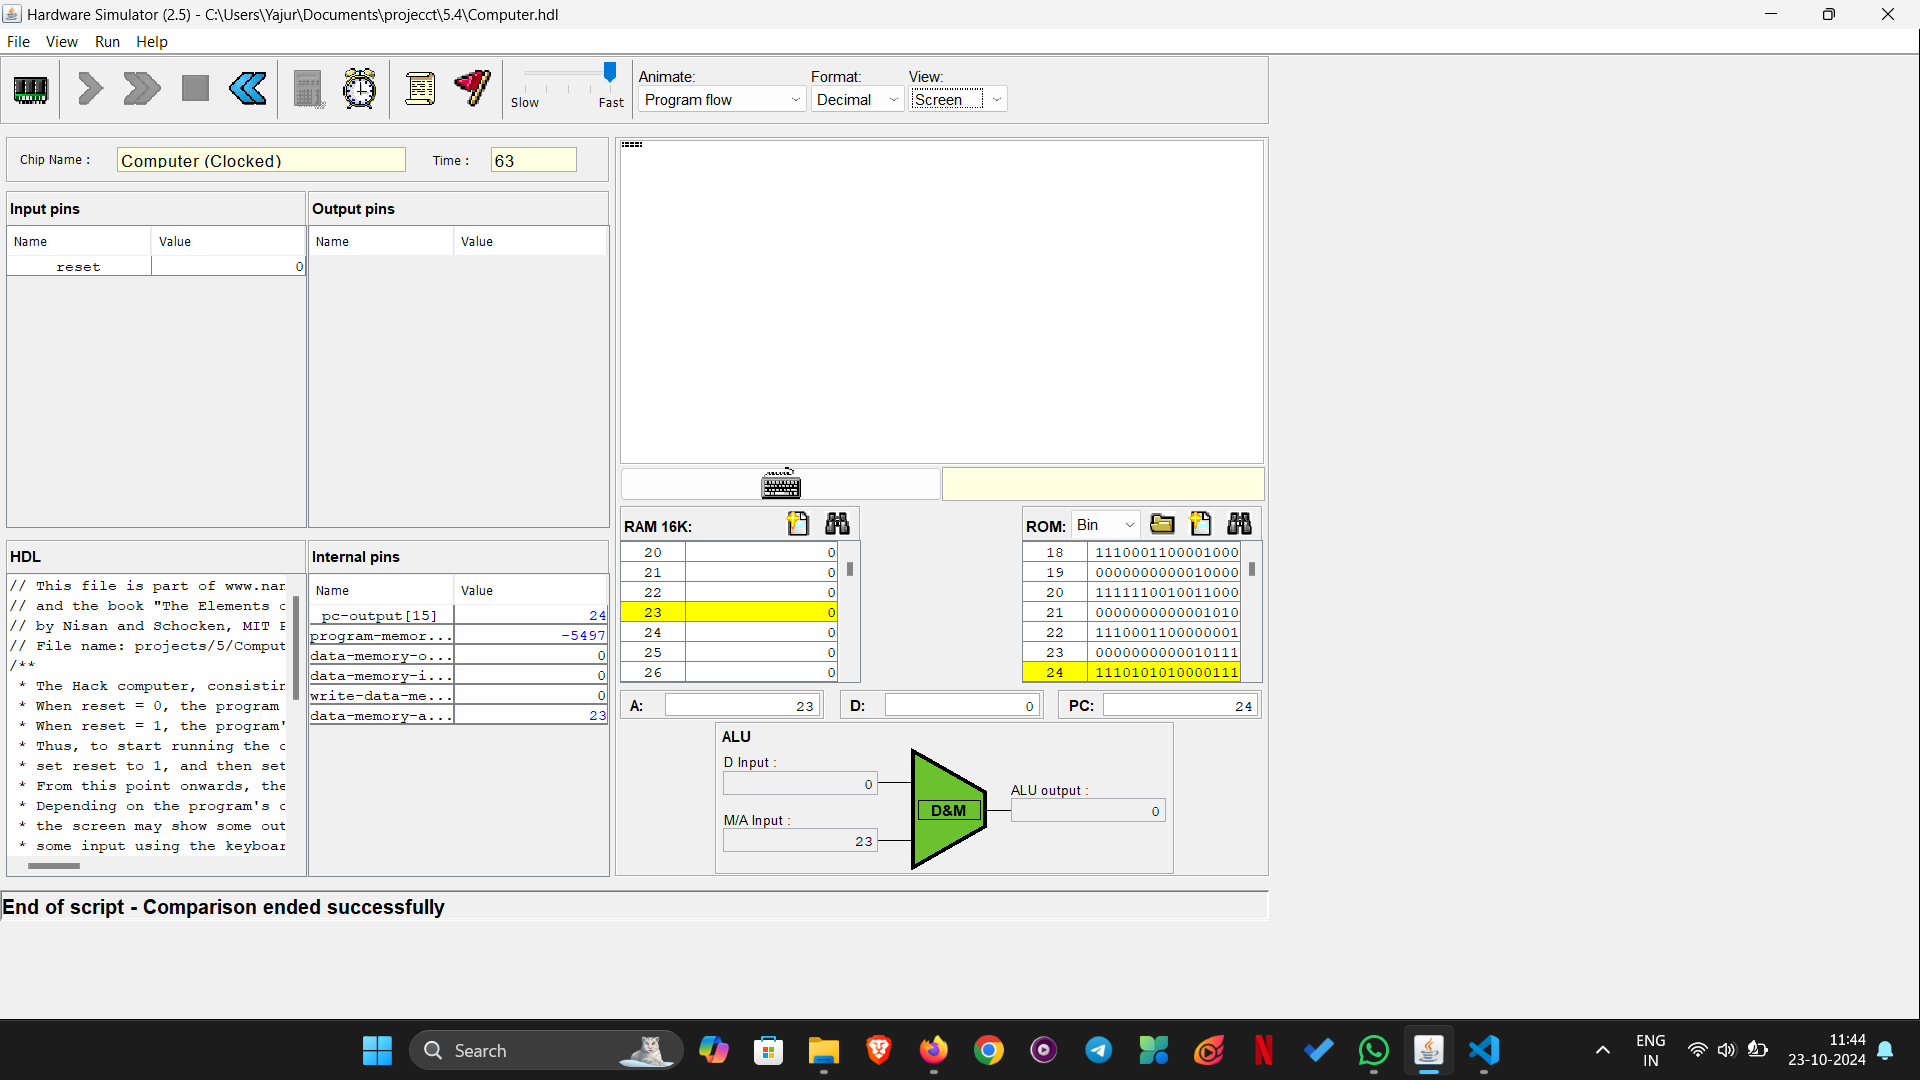 Hardware Simulator (2.5) - C:\Users\Yajur\Documents\projecct\5.4\Computer.hdl
File View Run Help
Slow Fast
Animate: Format: View:
Program flow Decimal Screen
Chip Name : Computer (Clocked) Time : 63
Input pins
Name Value
reset 0
Output pins
Name Value
HDL
// This file is part of www.nan
// and the book "The Elements o
// by Nisan and Schocken, MIT P
// File name: projects/5/Comput
/**
* The Hack computer, consistin
* When reset = 0, the program
* When reset = 1, the program'
* Thus, to start running the c
* set reset to 1, and then set
* From this point onwards, the
* Depending on the program's c
* the screen may show some out
* some input using the keyboar
Internal pins
Name Value
pc-output[15] 24
program-memor... -5497
data-memory-o... 0
data-memory-i... 0
write-data-me... 0
data-memory-a... 23
RAM 16K:
20 0
21 0
22 0
23 0
24 0
25 0
26 0
ROM: Bin
18 1110001100001000
19 0000000000010000
20 1111110010011000
21 0000000000001010
22 1110001100000001
23 0000000000010111
24 1110101010000111
A: 23 D: 0 PC: 24
ALU
D Input :
0
M/A Input :
23
D&M
ALU output :
0
End of script - Comparison ended successfully
Search
ENG
IN
11:44
23-10-2024